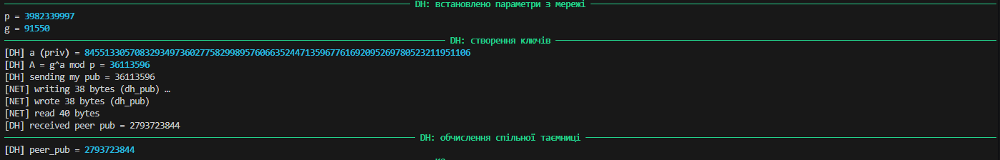 DH: встановлено параметри з мережі
p = 3982339997
g = 91550
DH: створення ключів
[DH] a (priv) = 84551330570832934973602775829989576066352447135967761692095269780523211951106
[DH] A = g^a mod p = 36113596
[DH] sending my pub = 36113596
[NET] writing 38 bytes (dh_pub) …
[NET] wrote 38 bytes (dh_pub)
[NET] read 40 bytes
[DH] received peer pub = 2793723844
DH: обчислення спільної таємниці
[DH] peer_pub = 2793723844